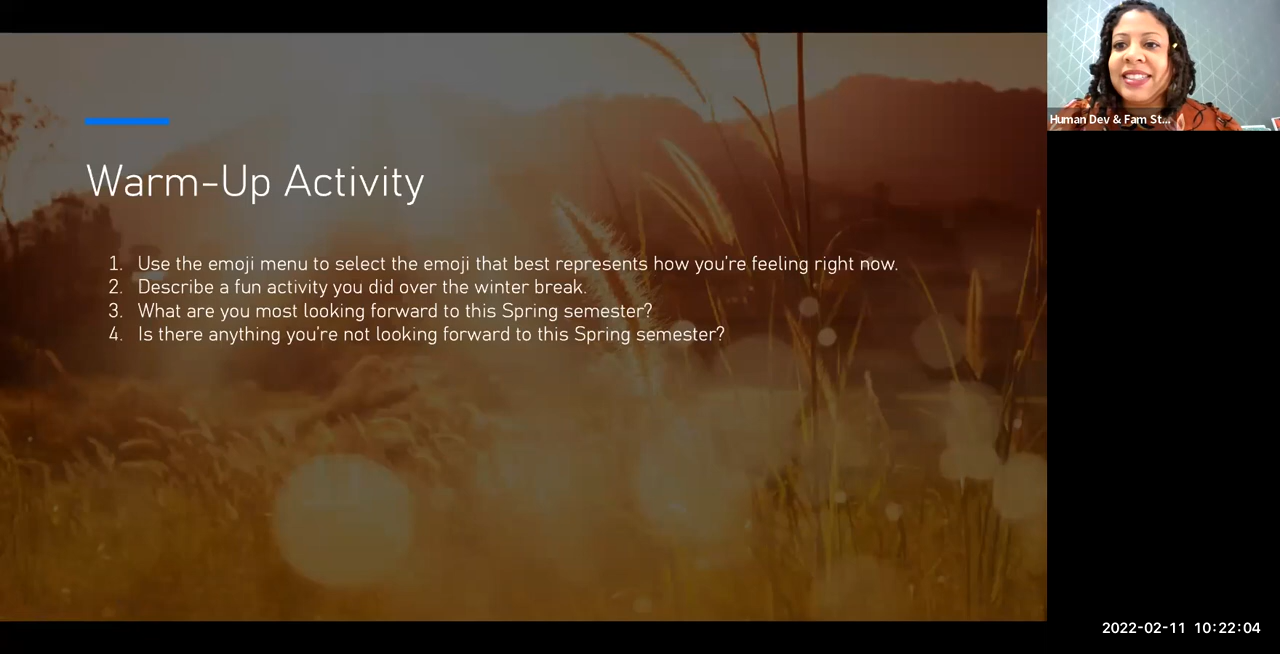 Warm-Up Activity
1. Use the emoji menu to select the emoji that best represents how you're feeling right now.
2. Describe a fun activity you did over the winter break.
3. What are you most looking forward to this Spring semester?
4. Is there anything you're not looking forward to this Spring semester?
Human Dev & Fam St...
2022-02-11 10:22:04